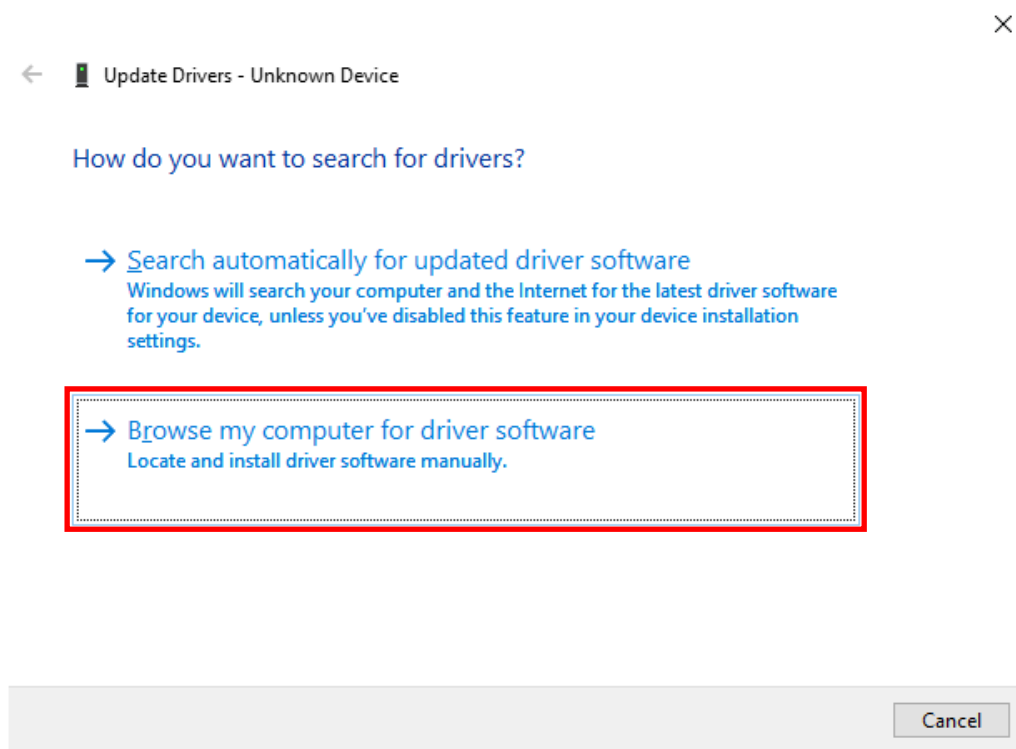 Update Drivers - Unknown Device
How do you want to search for drivers?
Search automatically for updated driver software
Windows will search your computer and the Internet for the latest driver software
for your device, unless you've disabled this feature in your device installation
settings.
Browse my computer for driver software
Locate and install driver software manually.
Cancel